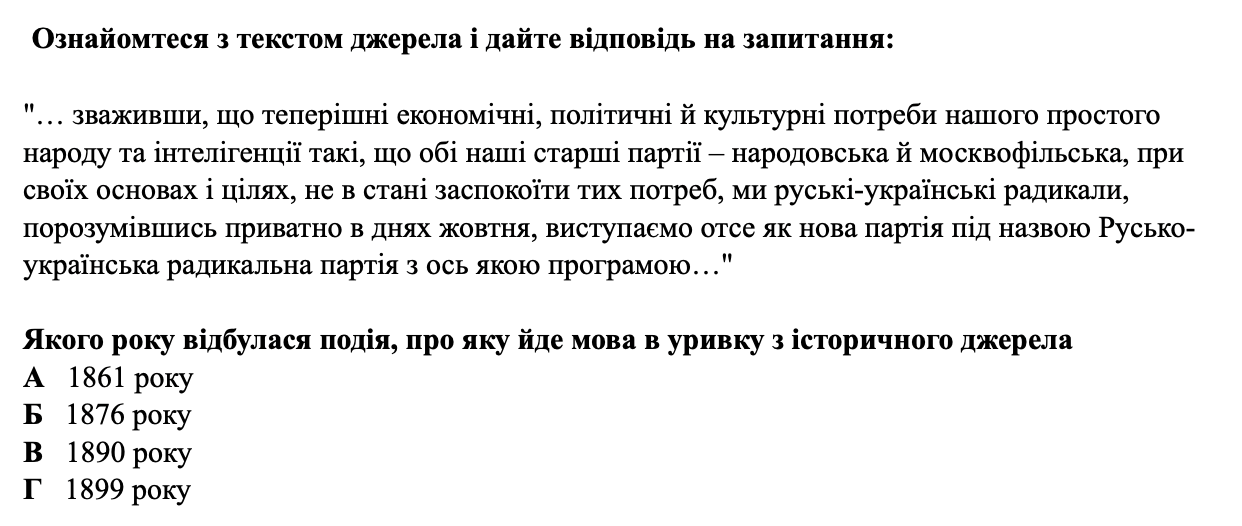 Ознайомтеся з текстом джерела і дайте відповідь на запитання:
"… зваживши, що теперішні економічні, політичні й культурні потреби нашого простого
народу та інтелігенції такі, що обі наші старші партії – народовська й москвофільська, при
своїх основах і цілях, не в стані заспокоїти тих потреб, ми руські-українські радикали,
порозумівшись приватно в днях жовтня, виступаємо отсе як нова партія під назвою Русько-
українська радикальна партія з ось якою програмою…"
Якого року відбулася подія, про яку йде мова в уривку з історичного джерела
А 1861 року
Б 1876 року
В 1890 року
Г 1899 року